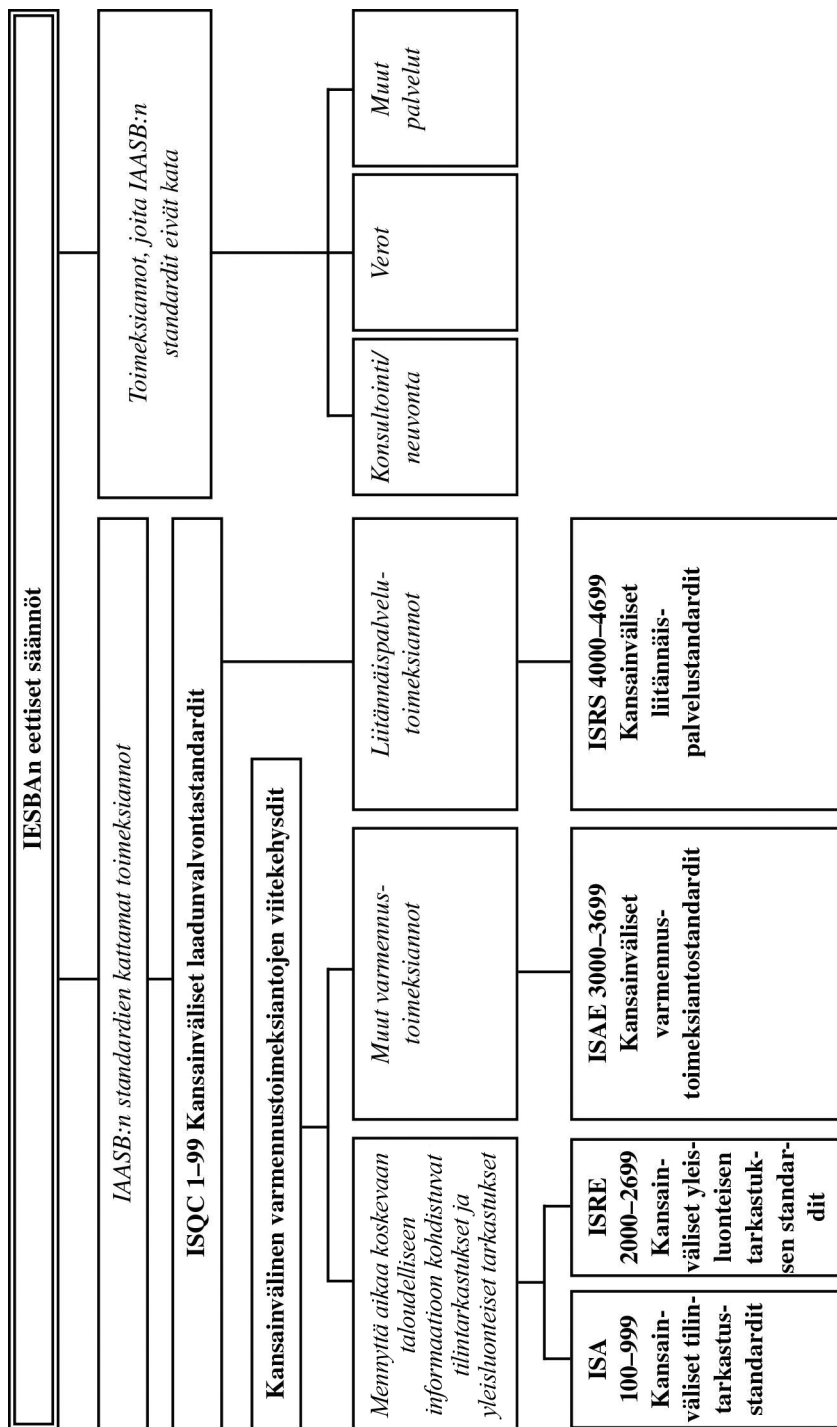 IESBAn eettiset säännöt
IAASB:n standardien kattamat toimeksiannot
Toimeksiannot, joita IAASB:n
standardit eivät kata
ISQC 1–99 Kansainväliset laadunvalvontastandardit
Kansainvälinen varmennustoimeksiantojen viitekehysdit
Mennyttä aikaa koskevaan
taloudelliseen
informaatioon kohdistuvat
tilintarkastukset ja
yleisluonteiset tarkastukset
Muut varmennus-
toimeksiannot
Liitännäispalvelu-
toimeksiannot
Konsultointi/
neuvonta
Verot
Muut
palvelut
ISA
100–999
Kansain-
väliset tilin-
tarkastus-
standardit
ISRE
2000–2699
Kansain-
väliset yleis-
luonteisen
tarkastuk-
sen standar-
dit
ISAE 3000–3699
Kansainväliset
varmennus-
toimeksiantostandardit
ISRS 4000–4699
Kansainväliset
liitännäis-
palvelustandardit